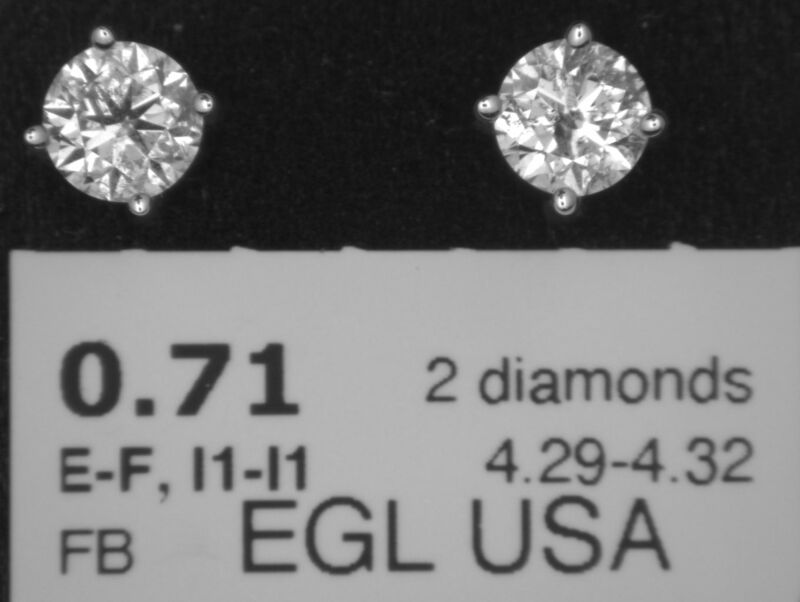 0.71 2 diamonds
E-F, I1-I1 4.29-4.32
FB EGL USA